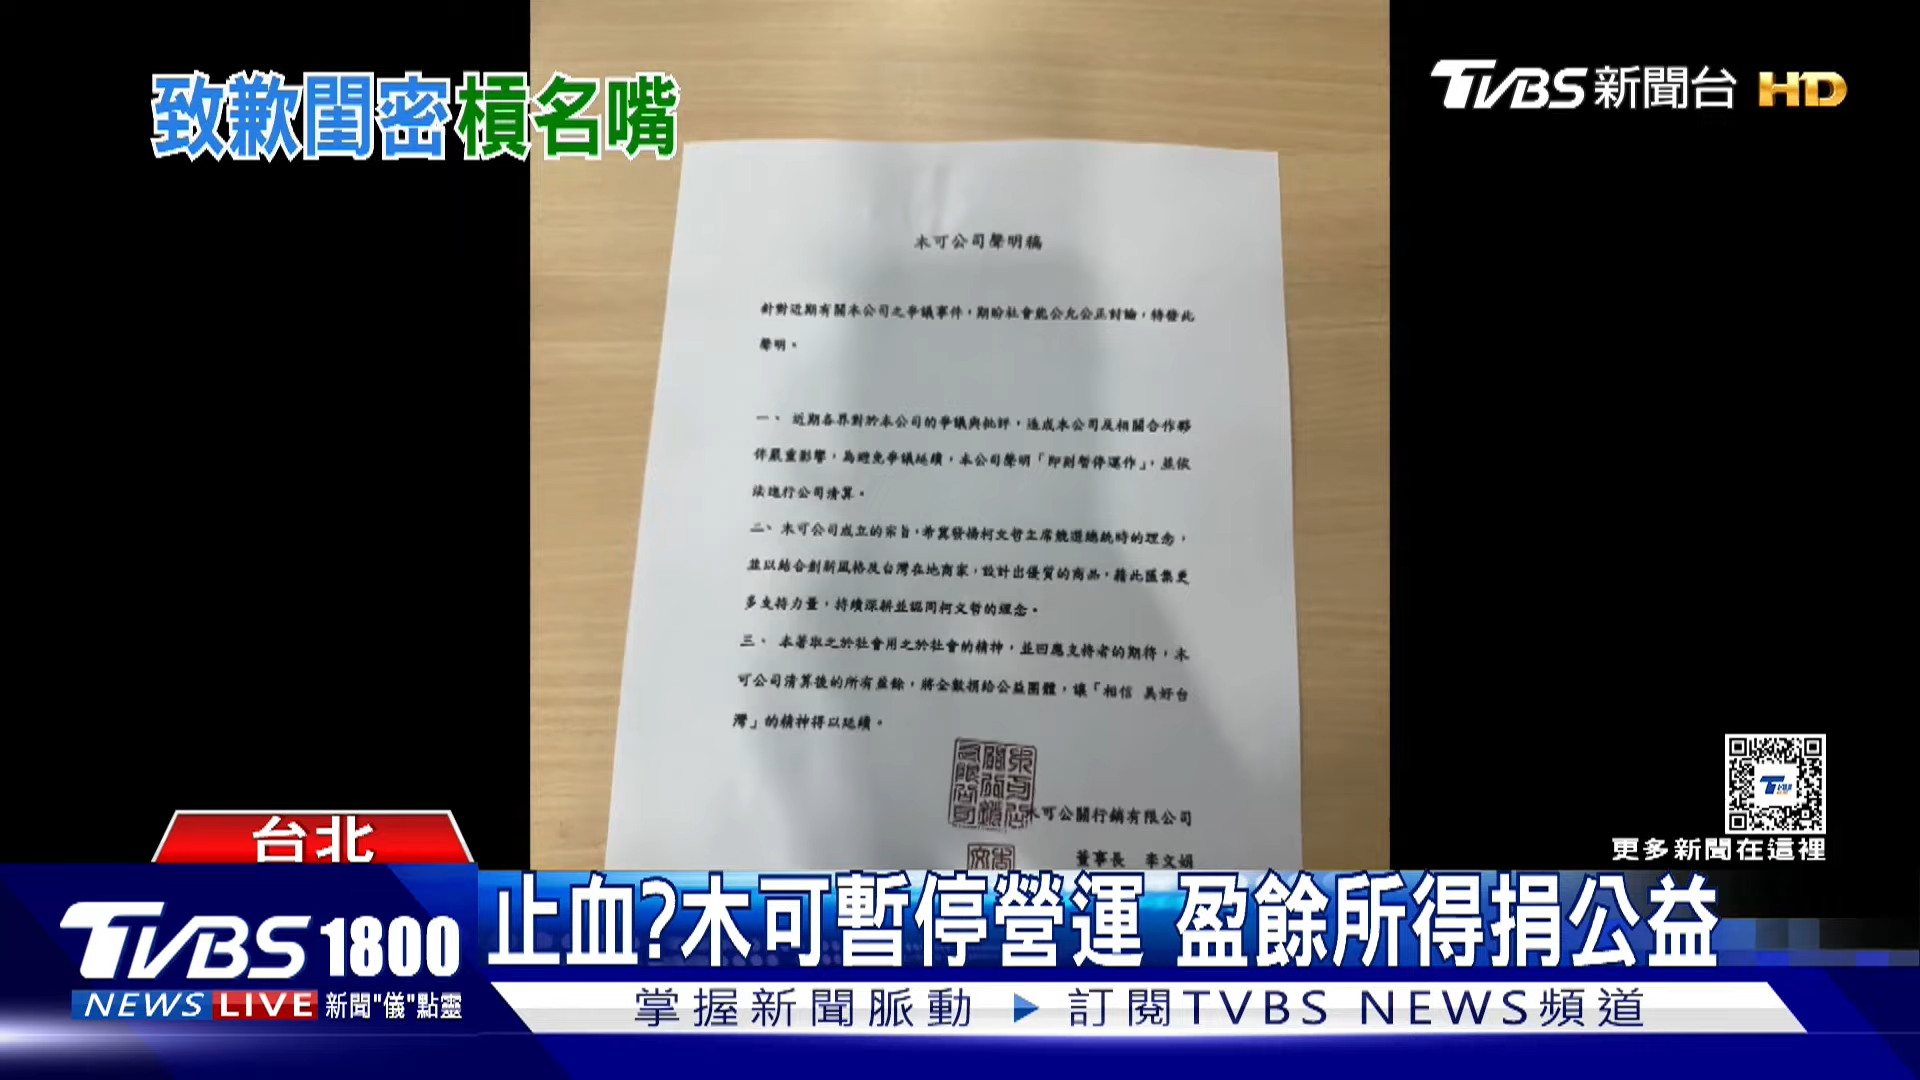 致歉閨密槓名嘴
TVBS新聞台 HD
木可公司聲明稿
針對近期有關本公司之爭議事件，期盼社會能公允公正討論，特發此
聲明。
一、 近期各界對於本公司的爭議與批評，造成本公司及相關合作夥
伴嚴重影響，為避免爭議延續，本公司聲明「即刻暫停運作」，並依
法進行公司清算。
二、 木可公司成立的宗旨，希冀發揚柯文哲主席競選總統時的理念，
並以結合創新風格及台灣在地商家，設計出優質的商品，藉此匯集更
多支持力量，持續深耕並認同柯文哲的理念。
三、 本著取之於社會用之於社會的精神，並回應支持者的期待，木
可公司清算後的所有盈餘，將全數捐給公益團體，讓「相信 美好台
灣」的精神得以延續。
木可公關行銷有限公司
董事長 李文娟
更多新聞在這裡
台北
止血?木可暫停營運 盈餘所得捐公益
TVBS 1800
NEWS LIVE 新聞"儀"點靈
掌握新聞脈動 ▶ 訂閱TVBS NEWS頻道